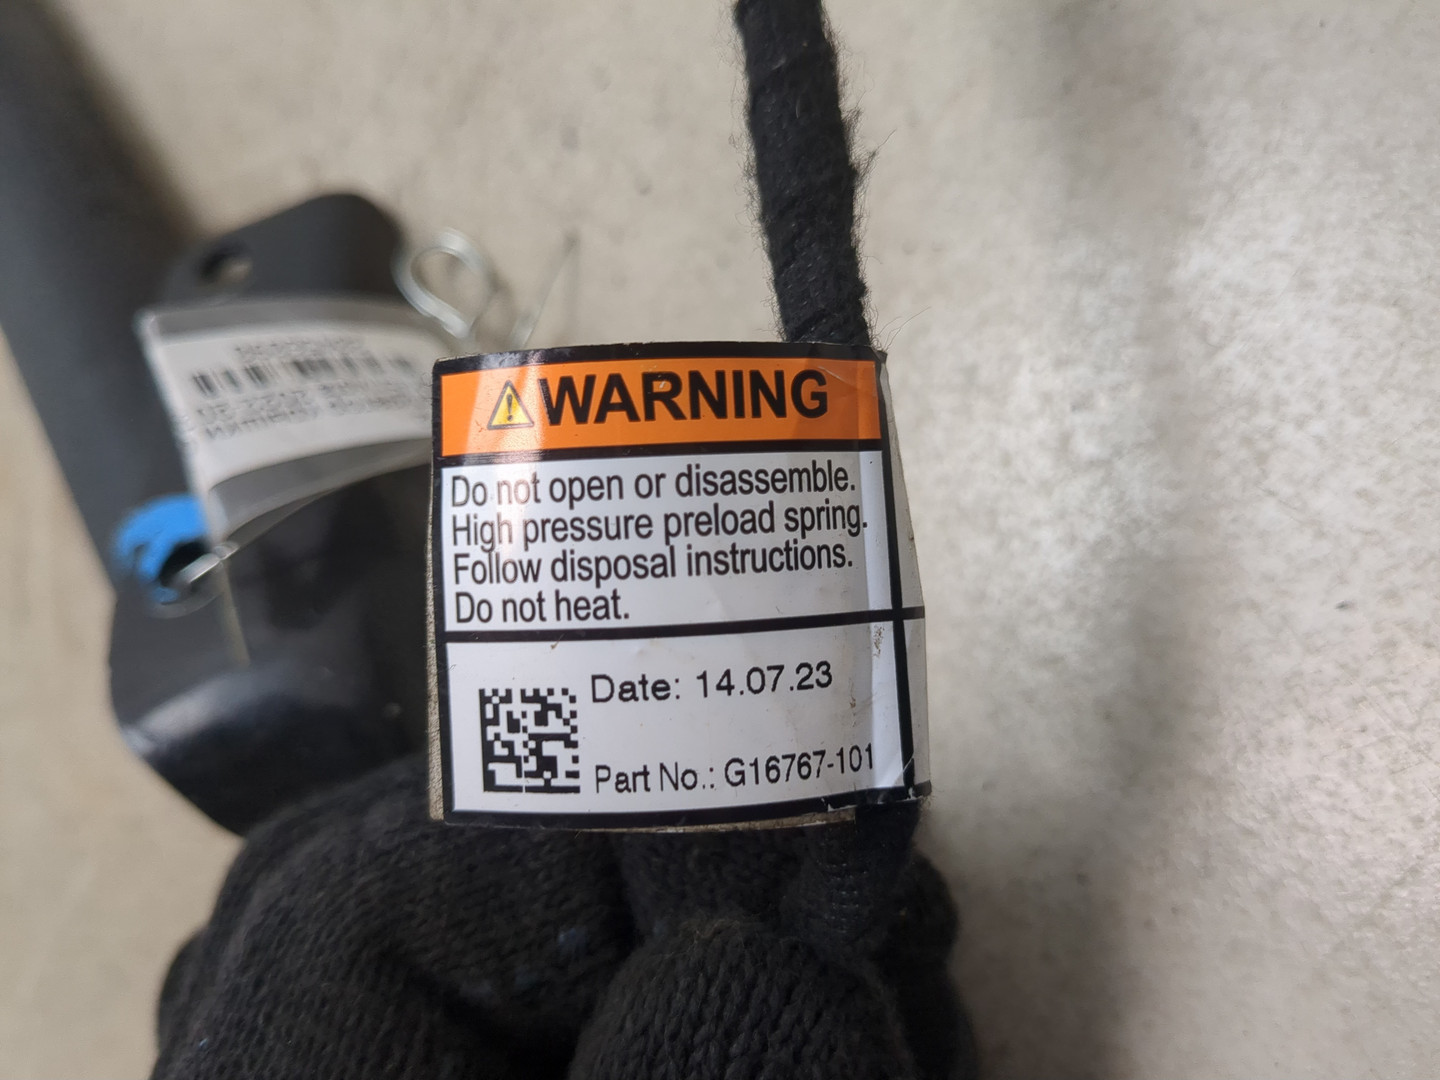 WARNING
Do not open or disassemble.
High pressure preload spring.
Follow disposal instructions.
Do not heat.
Date: 14.07.23
Part No.: G16767-101